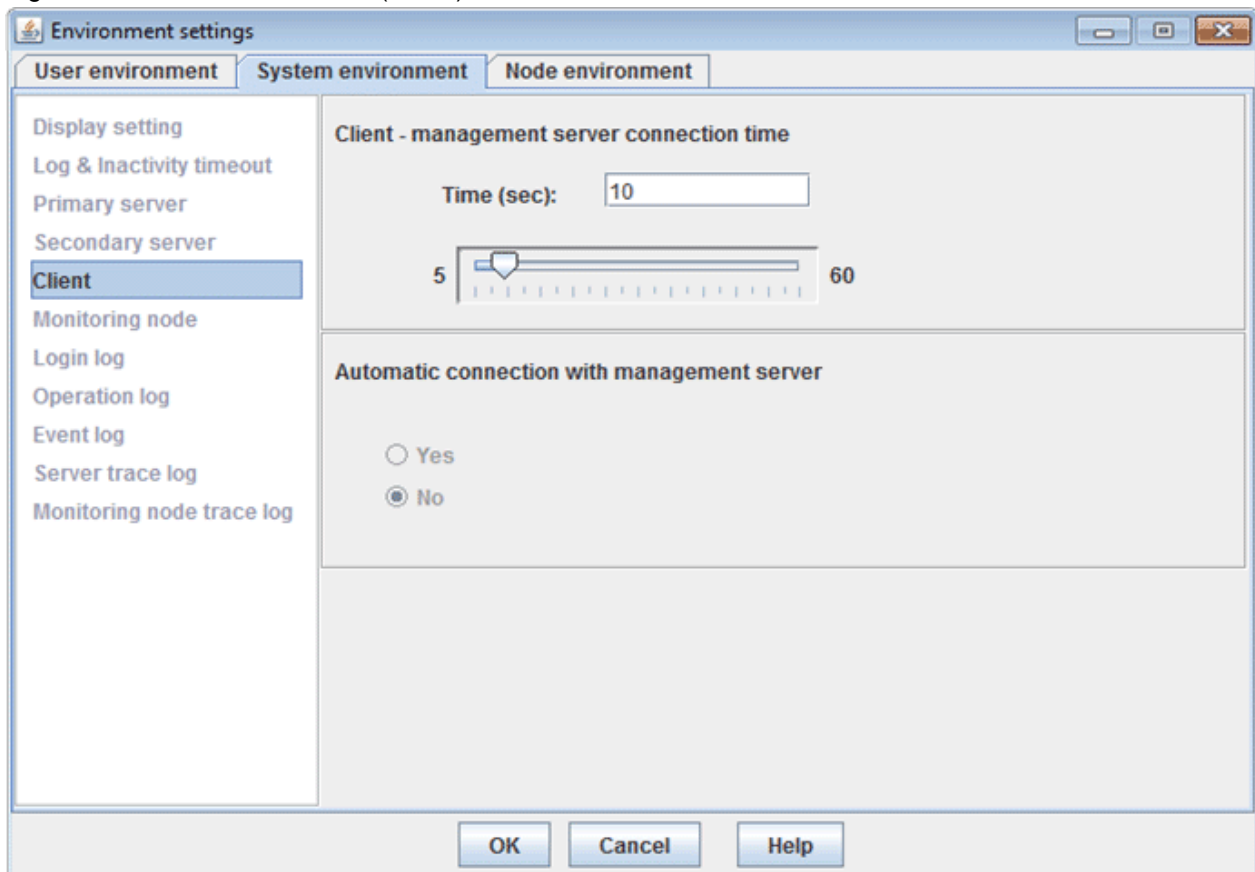 Environment settings
User environment
System environment
Node environment
Display setting
Log & Inactivity timeout
Primary server
Secondary server
Client
Monitoring node
Login log
Operation log
Event log
Server trace log
Monitoring node trace log
Client - management server connection time
Time (sec):
10
5
60
Automatic connection with management server
Yes
No
OK
Cancel
Help